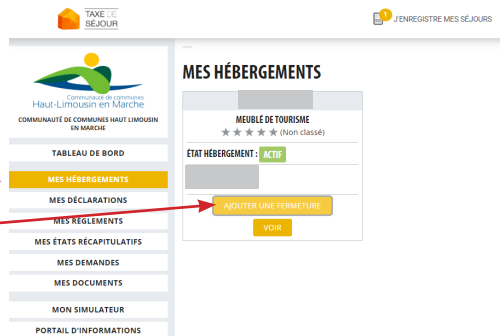 TAXE DE
SÉJOUR
1
J'ENREGISTRE MES SÉJOURS
Communauté de communes
Haut-Limousin en Marche
COMMUNAUTÉ DE COMMUNES HAUT LIMOUSIN
EN MARCHE
TABLEAU DE BORD
MES HÉBERGEMENTS
MES DÉCLARATIONS
MES RÈGLEMENTS
MES ÉTATS RÉCAPITULATIFS
MES DEMANDES
MES DOCUMENTS
MON SIMULATEUR
PORTAIL D'INFORMATIONS
MES HÉBERGEMENTS
MEUBLÉ DE TOURISME
★★★★★ (Non classé)
ÉTAT HÉBERGEMENT : ACTIF
AJOUTER UNE FERMETURE
VOIR